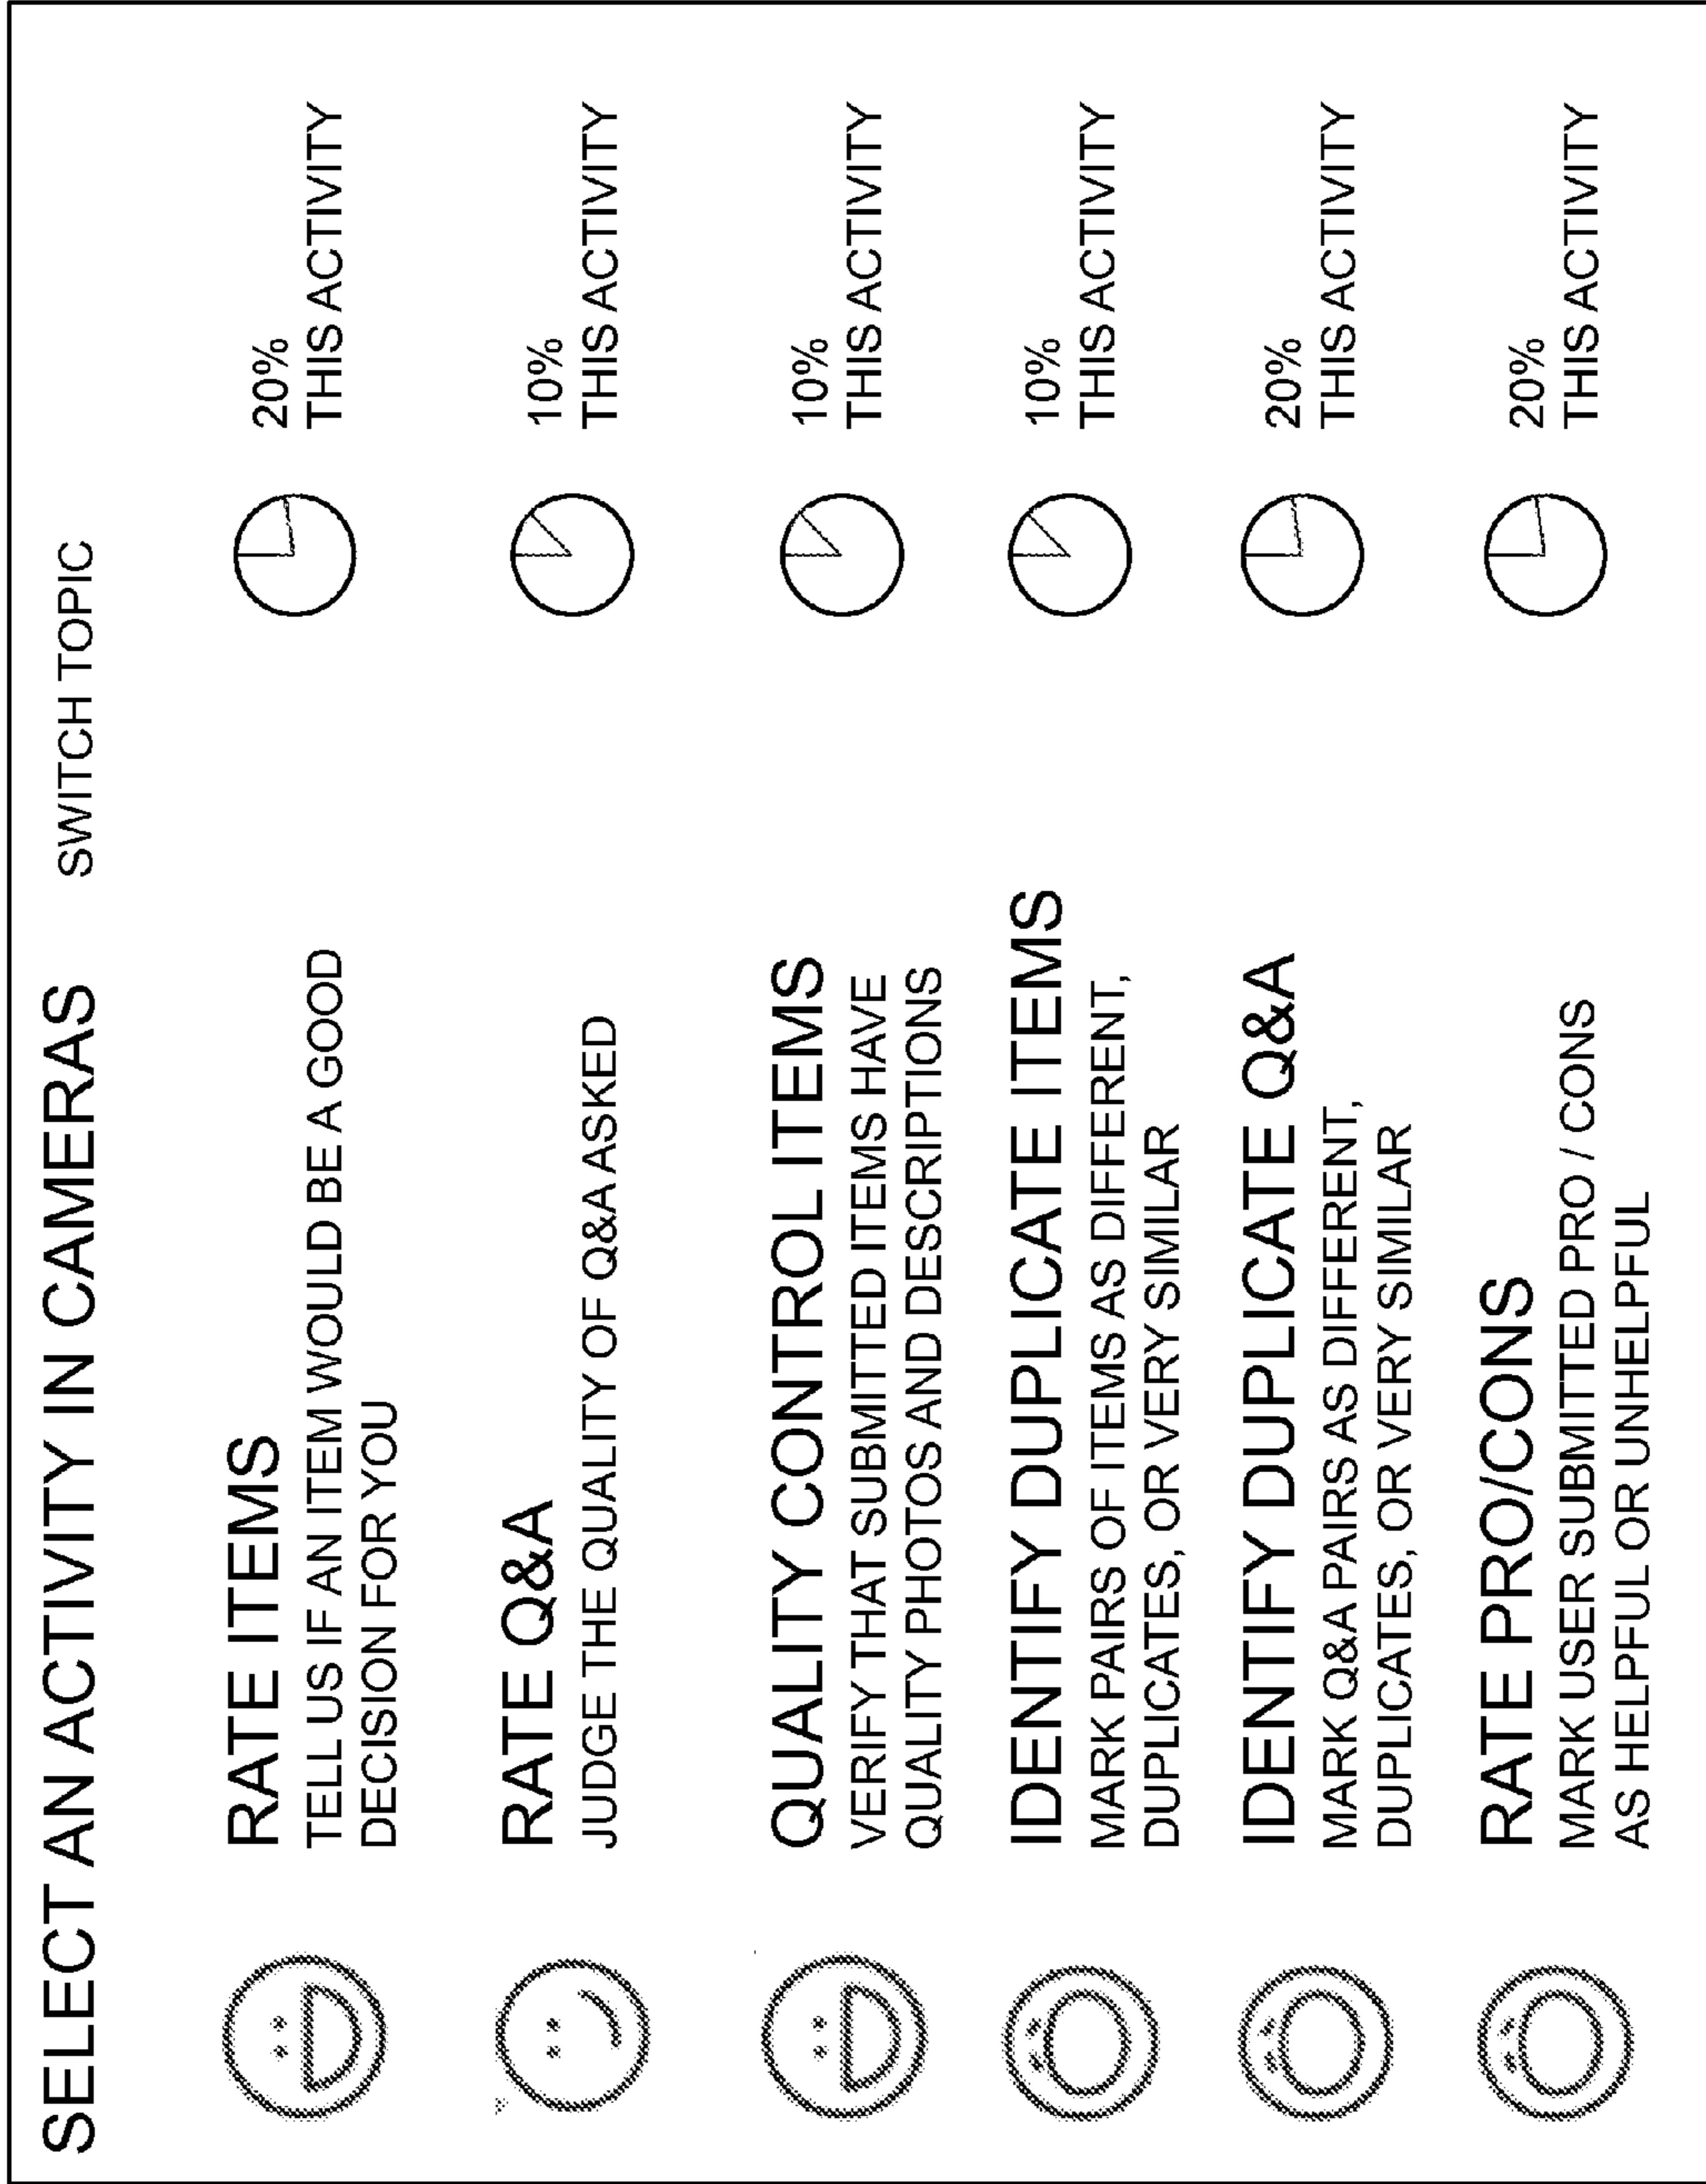 SELECT AN ACTIVITY IN CAMERAS
SWITCH TOPIC
RATE ITEMS
TELL US IF AN ITEM WOULD BE A GOOD
DECISION FOR YOU
20%
THIS ACTIVITY
RATE Q&A
JUDGE THE QUALITY OF Q&A ASKED
10%
THIS ACTIVITY
QUALITY CONTROL ITEMS
VERIFY THAT SUBMITTED ITEMS HAVE
QUALITY PHOTOS AND DESCRIPTIONS
10%
THIS ACTIVITY
IDENTIFY DUPLICATE ITEMS
MARK PAIRS OF ITEMS AS DIFFERENT,
DUPLICATES, OR VERY SIMILAR
10%
THIS ACTIVITY
IDENTIFY DUPLICATE Q&A
MARK Q&A PAIRS AS DIFFERENT,
DUPLICATES, OR VERY SIMILAR
20%
THIS ACTIVITY
RATE PRO/CONS
MARK USER SUBMITTED PRO / CONS
AS HELPFUL OR UNHELPFUL
20%
THIS ACTIVITY